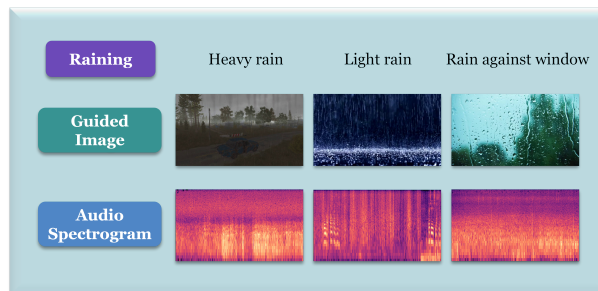 Raining
Heavy rain
Light rain
Rain against window
Guided
Image
Audio
Spectrogram